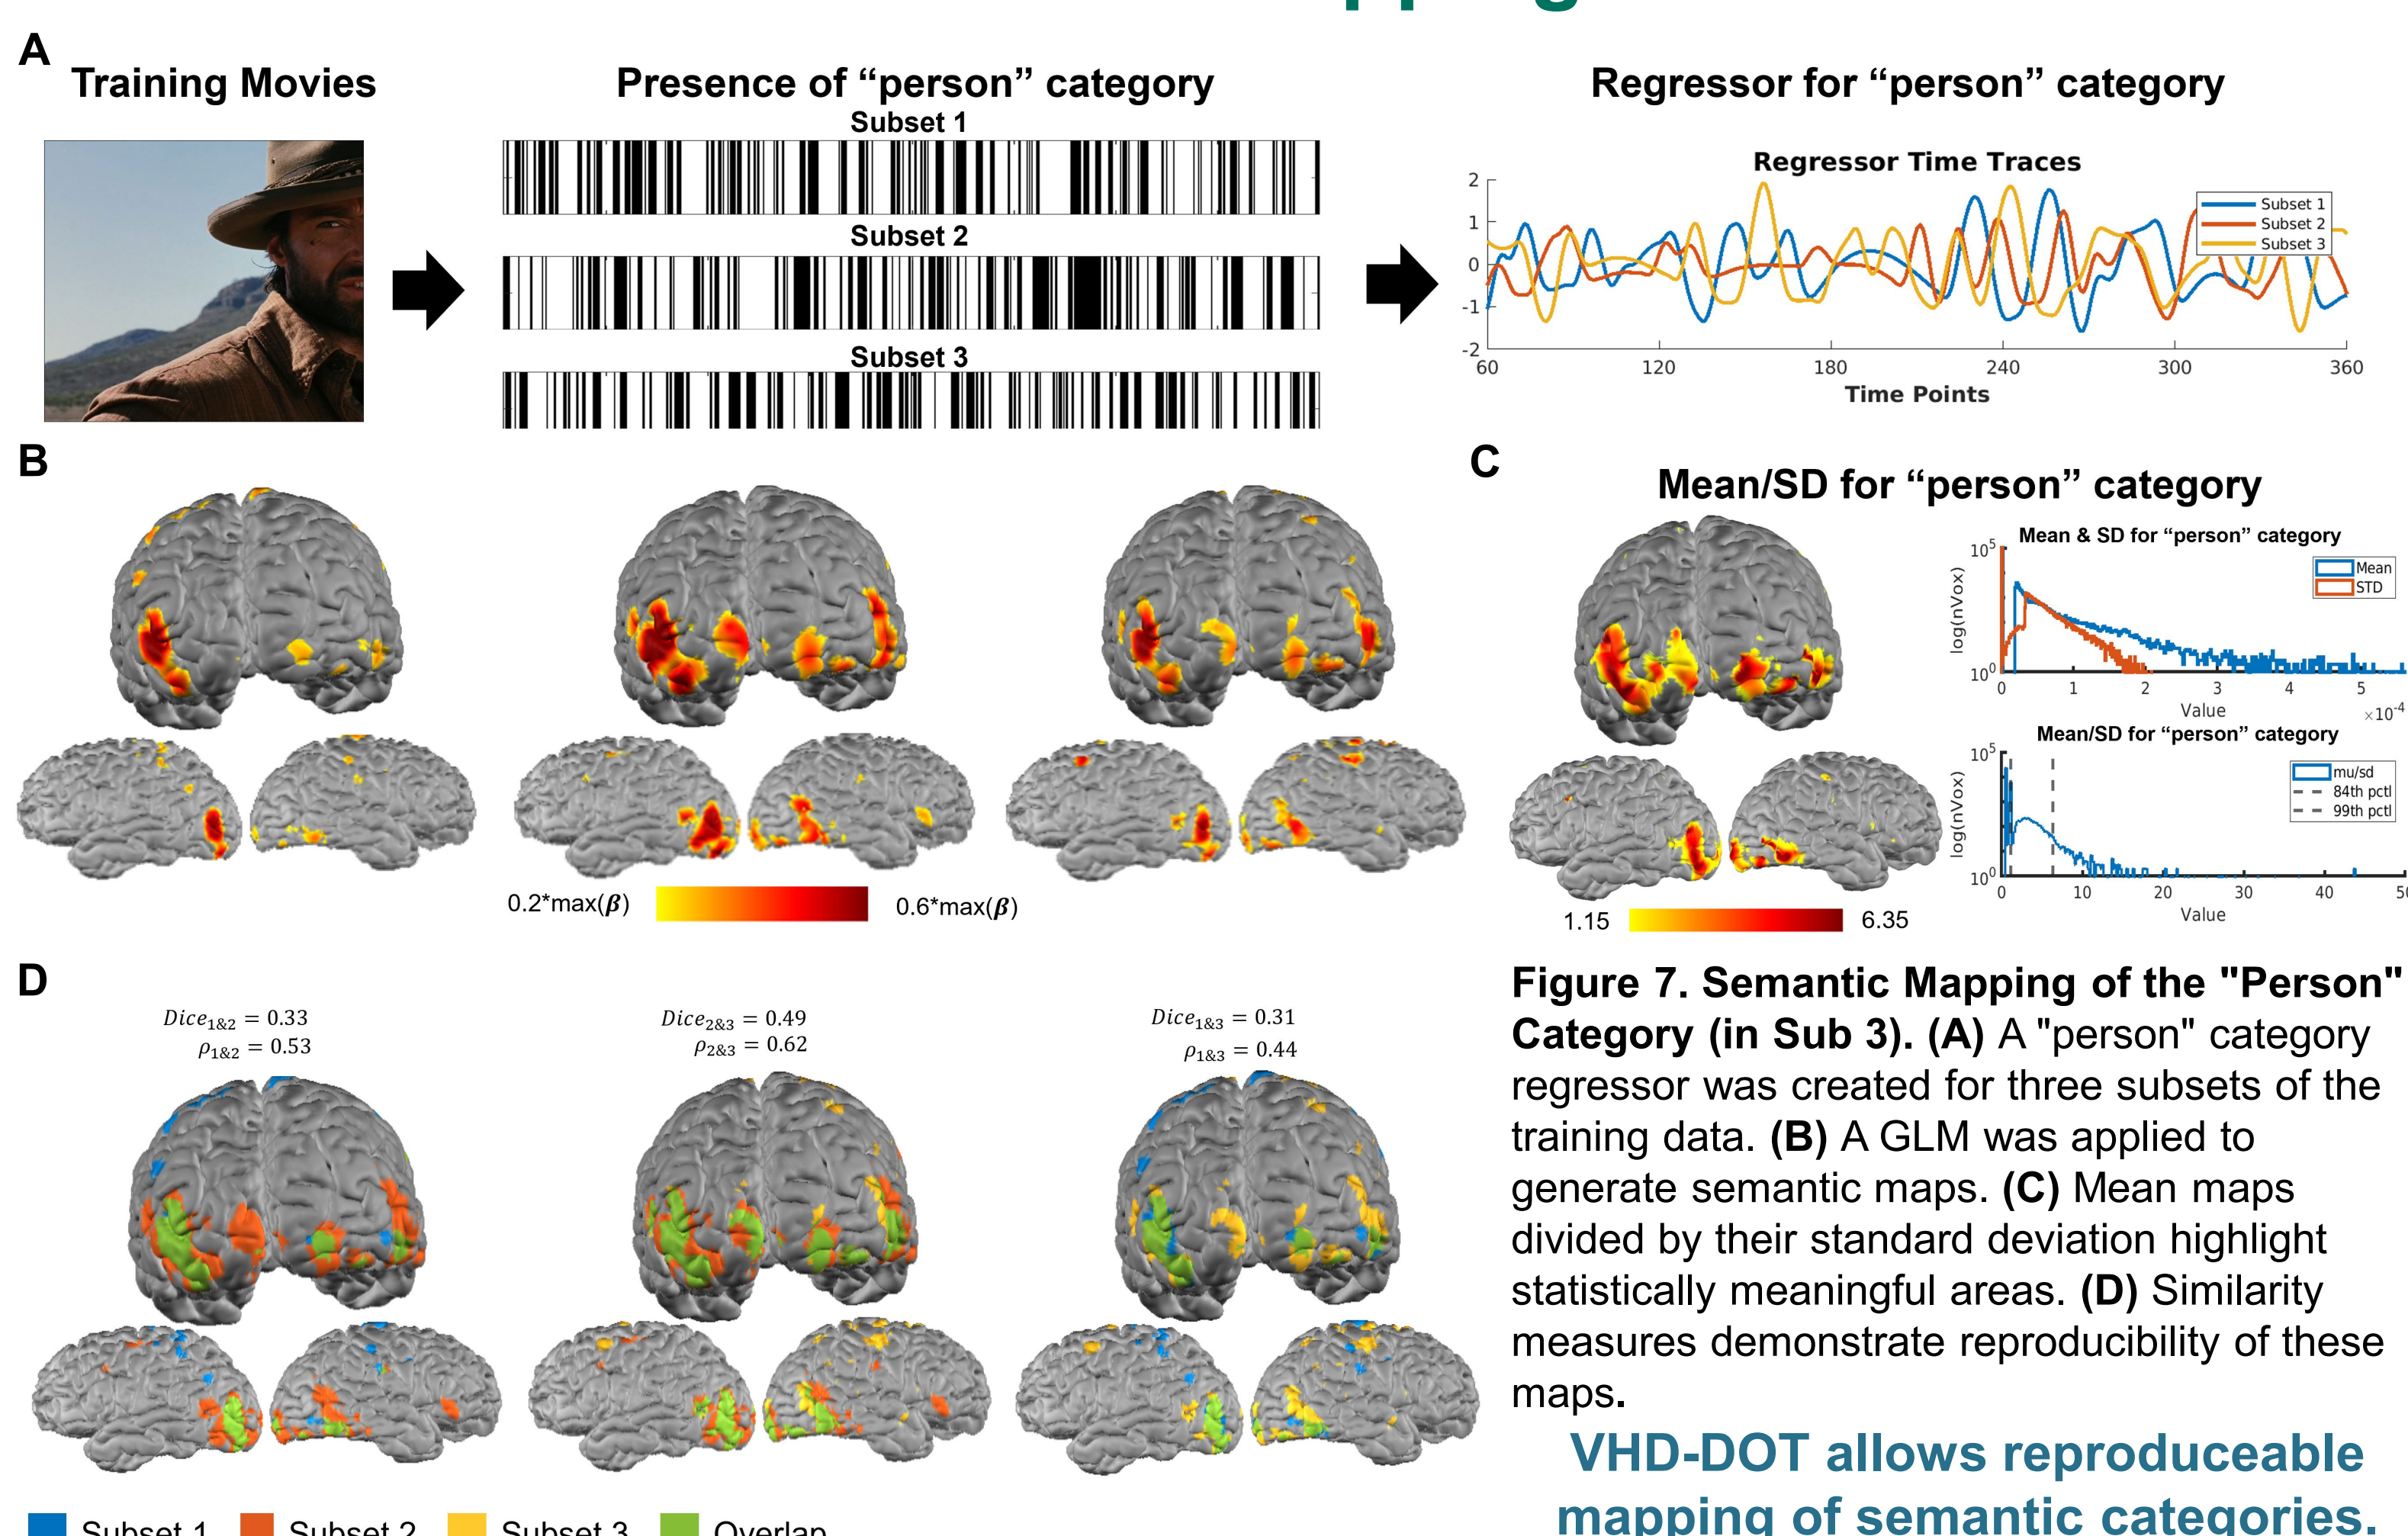 A
Training Movies
Presence of “person” category
Regressor for “person” category
Subset 1
Subset 2
Subset 3
Regressor Time Traces
2
1
0
-1
-2
60
120
180
240
300
360
Time Points
Subset 1
Subset 2
Subset 3
B
0.2*max(β)
0.6*max(β)
C
Mean/SD for “person” category
1.15
6.35
Mean & SD for “person” category
log(nVox)
10⁵
10⁰
0
1
2
3
4
5
Value
×10⁻⁴
Mean
STD
Mean/SD for “person” category
log(nVox)
10⁵
10⁰
0
10
20
30
40
Value
mu/sd
84th pctl
99th pctl
D
Dice₁&₂ = 0.33
ρ₁&₂ = 0.53
Dice₂&₃ = 0.49
ρ₂&₃ = 0.62
Dice₁&₃ = 0.31
ρ₁&₃ = 0.44
Subset 1
Subset 2
Subset 3
Overlap
Figure 7. Semantic Mapping of the "Person"
Category (in Sub 3). (A) A "person" category
regressor was created for three subsets of the
training data. (B) A GLM was applied to
generate semantic maps. (C) Mean maps
divided by their standard deviation highlight
statistically meaningful areas. (D) Similarity
measures demonstrate reproducibility of these
maps.
VHD-DOT allows reproduceable
mapping of semantic categories.